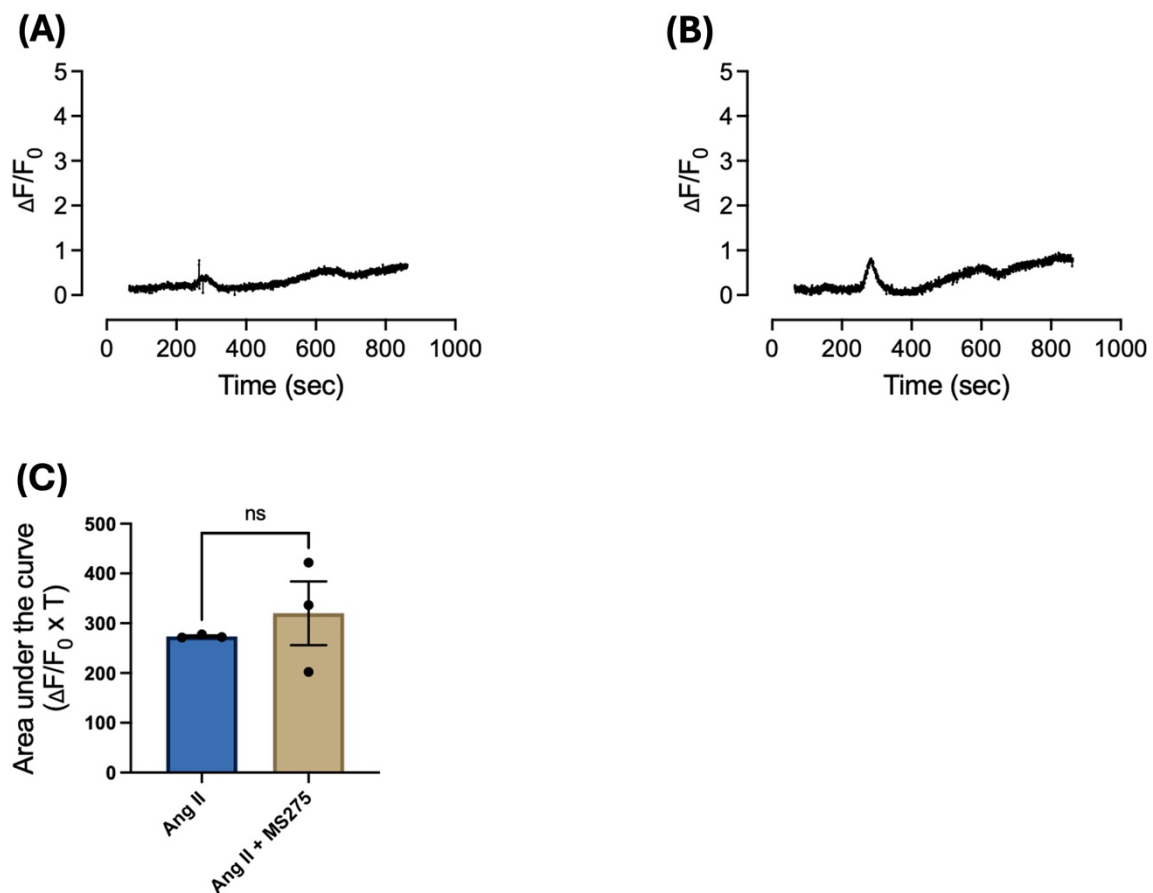 (A)
5
4
3
2
1
0
ΔF/F₀
0 200 400 600 800 1000
Time (sec)
(B)
5
4
3
2
1
0
ΔF/F₀
0 200 400 600 800 1000
Time (sec)
(C)
Area under the curve
(ΔF/F₀ x T)
500
400
300
200
100
0
ns
Ang II
Ang II + MS275